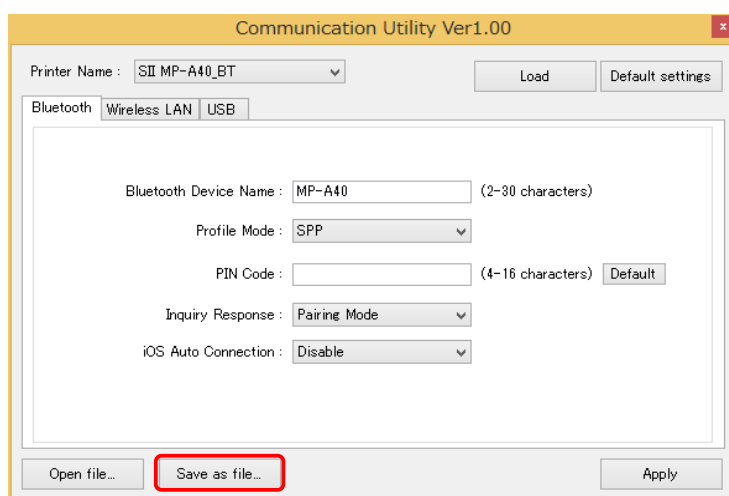 Communication Utility Ver1.00
x
Printer Name : SII MP-A40_BT Load Default settings
Bluetooth Wireless LAN USB
Bluetooth Device Name : MP-A40 (2-30 characters)
Profile Mode : SPP
PIN Code : (4-16 characters) Default
Inquiry Response : Pairing Mode
iOS Auto Connection : Disable
Open file... Save as file... Apply